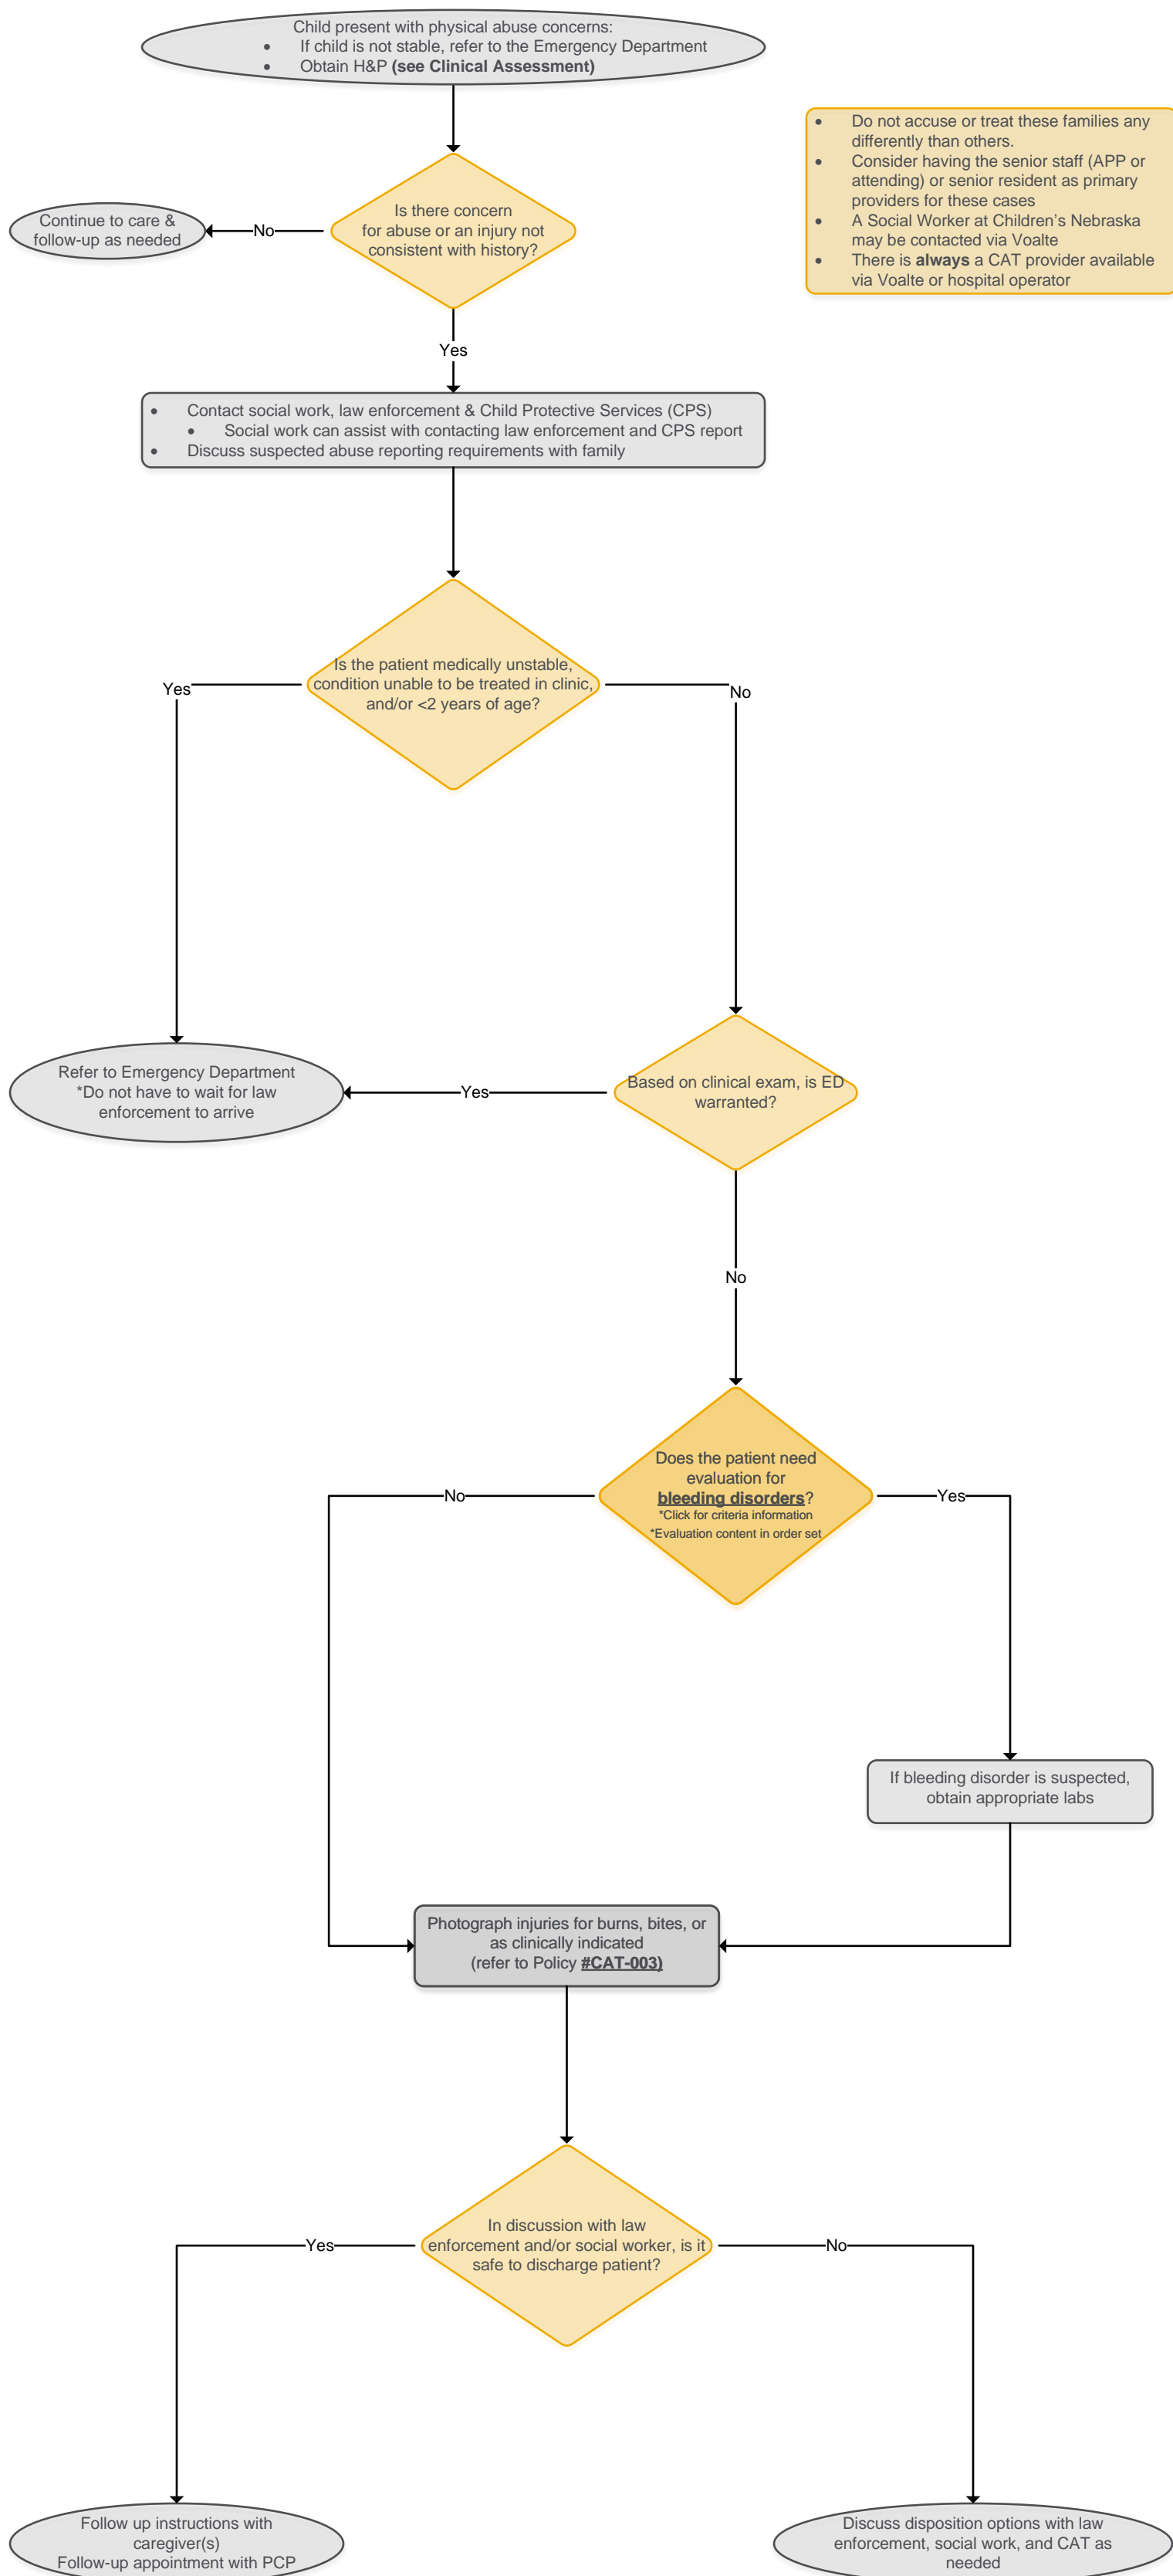 Child present with physical abuse concerns:
• If child is not stable, refer to the Emergency Department
• Obtain H&P (see Clinical Assessment)
• Do not accuse or treat these families any
differently than others.
• Consider having the senior staff (APP or
attending) or senior resident as primary
providers for these cases
• A Social Worker at Children's Nebraska
may be contacted via Voalte
• There is always a CAT provider available
via Voalte or hospital operator
Is there concern
for abuse or an injury not
consistent with history?
No
Continue to care &
follow-up as needed
Yes
• Contact social work, law enforcement & Child Protective Services (CPS)
• Social work can assist with contacting law enforcement and CPS report
• Discuss suspected abuse reporting requirements with family
Is the patient medically unstable,
condition unable to be treated in clinic,
and/or <2 years of age?
Yes
No
Refer to Emergency Department
*Do not have to wait for law
enforcement to arrive
Yes
Based on clinical exam, is ED
warranted?
No
Does the patient need
evaluation for
bleeding disorders?
*Click for criteria information
*Evaluation content in order set
No
Yes
If bleeding disorder is suspected,
obtain appropriate labs
Photograph injuries for burns, bites, or
as clinically indicated
(refer to Policy #CAT-003)
In discussion with law
enforcement and/or social worker, is it
safe to discharge patient?
Yes
No
Follow up instructions with
caregiver(s)
Follow-up appointment with PCP
Discuss disposition options with law
enforcement, social work, and CAT as
needed